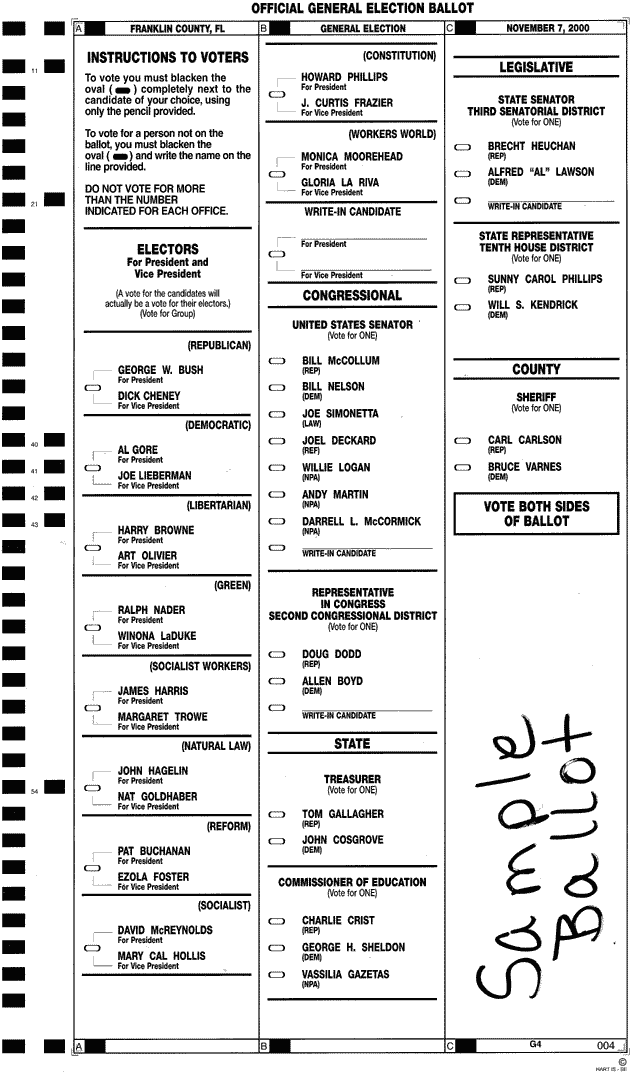 OFFICIAL GENERAL ELECTION BALLOT
A
FRANKLIN COUNTY, FL
B
GENERAL ELECTION
C
NOVEMBER 7, 2000
11
21
40
41
42
43
54
INSTRUCTIONS TO VOTERS
To vote you must blacken the
oval ( ) completely next to the
candidate of your choice, using
only the pencil provided.
To vote for a person not on the
ballot, you must blacken the
oval ( ) and write the name on the
line provided.
DO NOT VOTE FOR MORE
THAN THE NUMBER
INDICATED FOR EACH OFFICE.
ELECTORS
For President and
Vice President
(A vote for the candidates will
actually be a vote for their electors.)
(Vote for Group)
(REPUBLICAN)
GEORGE W. BUSH
For President
DICK CHENEY
For Vice President
(DEMOCRATIC)
AL GORE
For President
JOE LIEBERMAN
For Vice President
(LIBERTARIAN)
HARRY BROWNE
For President
ART OLIVIER
For Vice President
(GREEN)
RALPH NADER
For President
WINONA LaDUKE
For Vice President
(SOCIALIST WORKERS)
JAMES HARRIS
For President
MARGARET TROWE
For Vice President
(NATURAL LAW)
JOHN HAGELIN
For President
NAT GOLDHABER
For Vice President
(REFORM)
PAT BUCHANAN
For President
EZOLA FOSTER
For Vice President
(SOCIALIST)
DAVID McREYNOLDS
For President
MARY CAL HOLLIS
For Vice President
(CONSTITUTION)
HOWARD PHILLIPS
For President
J. CURTIS FRAZIER
For Vice President
(WORKERS WORLD)
MONICA MOOREHEAD
For President
GLORIA LA RIVA
For Vice President
WRITE-IN CANDIDATE
For President
For Vice President
CONGRESSIONAL
UNITED STATES SENATOR
(Vote for ONE)
BILL McCOLLUM
(REP)
BILL NELSON
(DEM)
JOE SIMONETTA
(LAW)
JOEL DECKARD
(REF)
WILLIE LOGAN
(NPA)
ANDY MARTIN
(NPA)
DARRELL L. McCORMICK
(NPA)
WRITE-IN CANDIDATE
REPRESENTATIVE
IN CONGRESS
SECOND CONGRESSIONAL DISTRICT
(Vote for ONE)
DOUG DODD
(REP)
ALLEN BOYD
(DEM)
WRITE-IN CANDIDATE
STATE
TREASURER
(Vote for ONE)
TOM GALLAGHER
(REP)
JOHN COSGROVE
(DEM)
COMMISSIONER OF EDUCATION
(Vote for ONE)
CHARLIE CRIST
(REP)
GEORGE H. SHELDON
(DEM)
VASSILIA GAZETAS
(NPA)
LEGISLATIVE
STATE SENATOR
THIRD SENATORIAL DISTRICT
(Vote for ONE)
BRECHT HEUCHAN
(REP)
ALFRED “AL” LAWSON
(DEM)
WRITE-IN CANDIDATE
STATE REPRESENTATIVE
TENTH HOUSE DISTRICT
(Vote for ONE)
SUNNY CAROL PHILLIPS
(REP)
WILL S. KENDRICK
(DEM)
COUNTY
SHERIFF
(Vote for ONE)
CARL CARLSON
(REP)
BRUCE VARNES
(DEM)
VOTE BOTH SIDES
OF BALLOT
Sample
Ballot
A
B
C
G4
004
©